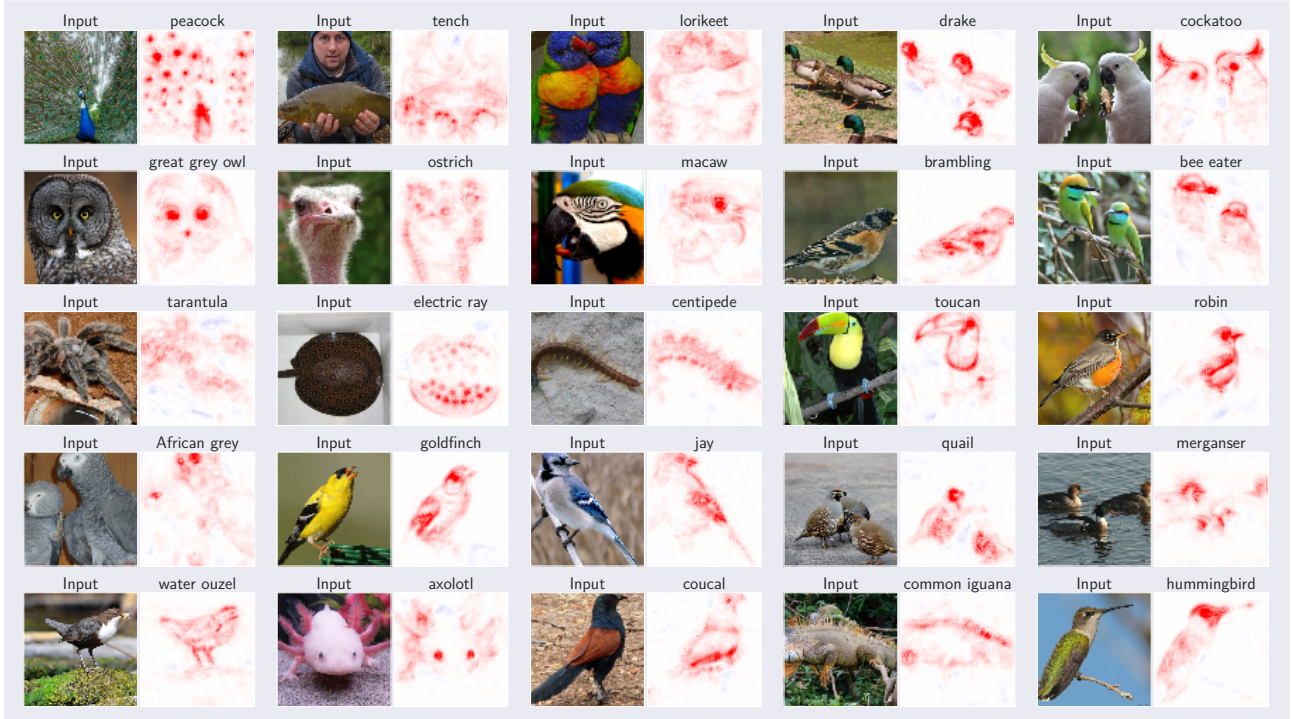 Input peacock Input tench Input lorikeet Input drake Input cockatoo
Input great grey owl Input ostrich Input macaw Input brambling Input bee eater
Input tarantula Input electric ray Input centipede Input toucan Input robin
Input African grey Input goldfinch Input jay Input quail Input merganser
Input water ouzel Input axolotl Input coucal Input common iguana Input hummingbird